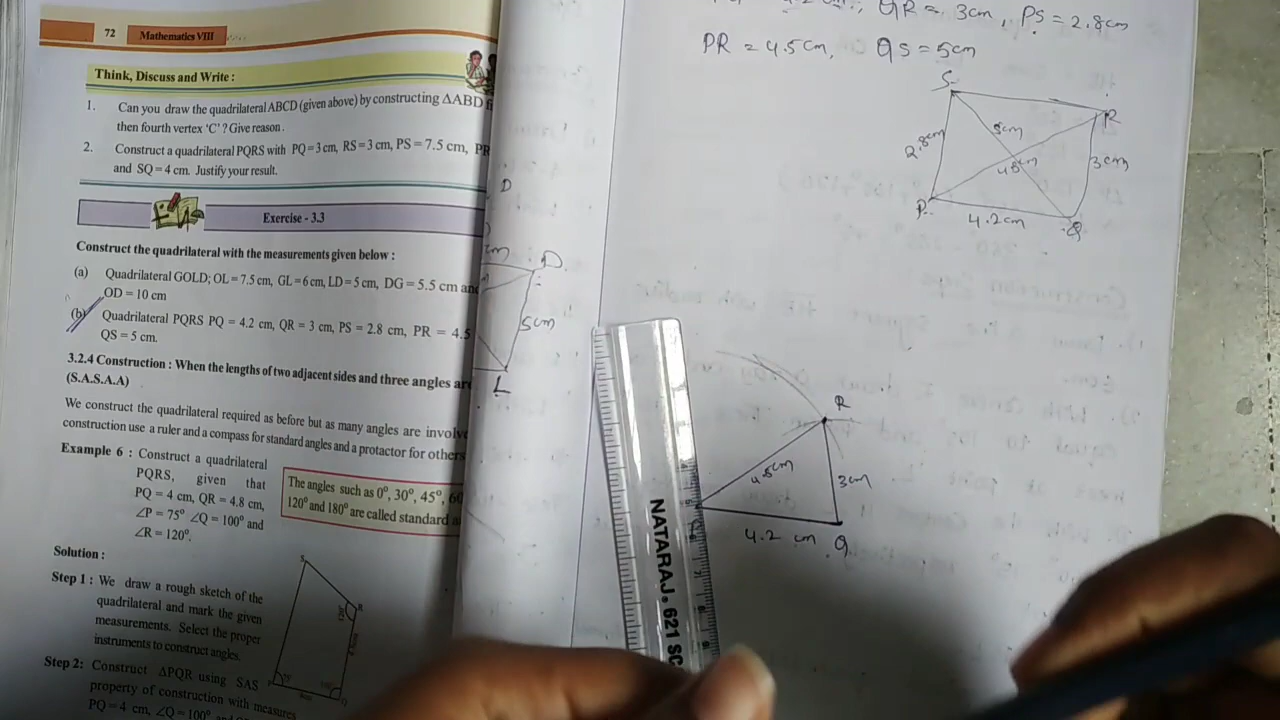 72 Mathematics VIII
Think, Discuss and Write :
1. Can you draw the quadrilateral ABCD (given above) by constructing ΔABD
then fourth vertex 'C' ? Give reason.
2. Construct a quadrilateral PQRS with PQ = 3 cm, RS = 3 cm, PS = 7.5 cm, PR
and SQ = 4 cm. Justify your result.
Exercise - 3.3
Construct the quadrilateral with the measurements given below :
(a) Quadrilateral GOLD; OL = 7.5 cm, GL = 6 cm, LD = 5 cm, DG = 5.5 cm and
OD = 10 cm
(b) Quadrilateral PQRS PQ = 4.2 cm, QR = 3 cm, PS = 2.8 cm, PR = 4.5
QS = 5 cm.
3.2.4 Construction : When the lengths of two adjacent sides and three angles are
(S.A.S.A.A)
We construct the quadrilateral required as before but as many angles are
construction use a ruler and a compass for standard angles and a protactor for others
Example 6 : Construct a quadrilateral
PQRS, given that
PQ = 4 cm, QR = 4.8 cm,
∠P = 75° ∠Q = 100° and
∠R = 120°.
The angles such as 0°, 30°, 45°,
120° and 180° are called standard
Solution :
Step 1 : We draw a rough sketch of the
quadrilateral and mark the given
measurements. Select the proper
instruments to construct angles.
Step 2: Construct ΔPQR using SAS
property of construction with measures
PQ = 4 cm, ∠Q = 100°
D
D
5cm
L
QR = 3cm, PS = 2.8cm
PR = 4.5cm, QS = 5cm
S
R
2.8cm
5cm
4.5cm
3cm
P
4.2cm
Q
R
4.5cm
3cm
4.2 cm
Q
NATARAJ. 621 SC